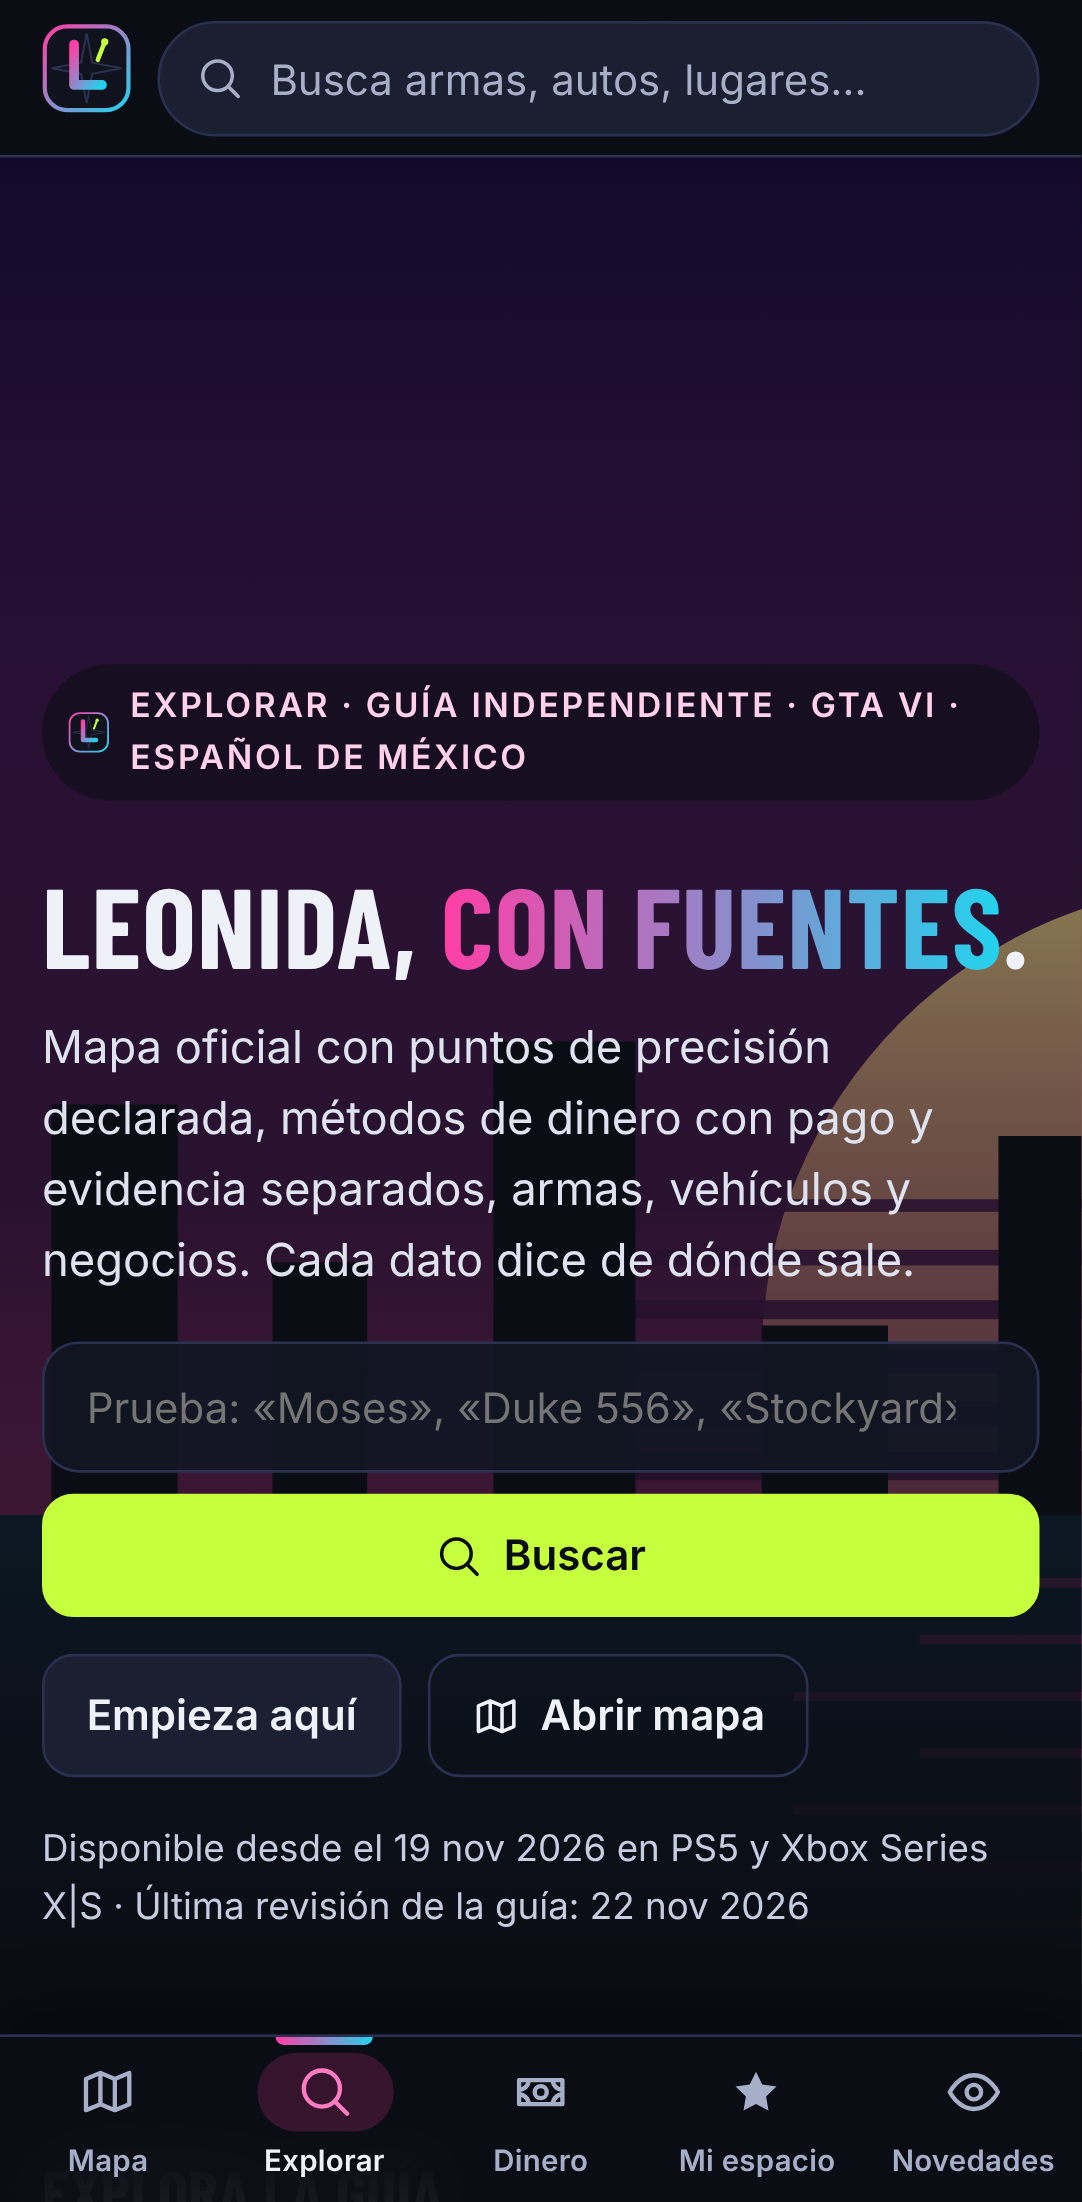 Busca armas, autos, lugares...
EXPLORAR · GUÍA INDEPENDIENTE · GTA VI ·
ESPAÑOL DE MÉXICO
LEONIDA, CON FUENTES.
Mapa oficial con puntos de precisión
declarada, métodos de dinero con pago y
evidencia separados, armas, vehículos y
negocios. Cada dato dice de dónde sale.
Prueba: «Moses», «Duke 556», «Stockyard»
Buscar
Empieza aquí
Abrir mapa
Disponible desde el 19 nov 2026 en PS5 y Xbox Series
X|S · Última revisión de la guía: 22 nov 2026
Mapa
Explorar
Dinero
Mi espacio
Novedades
EXPLORA LA GUÍA